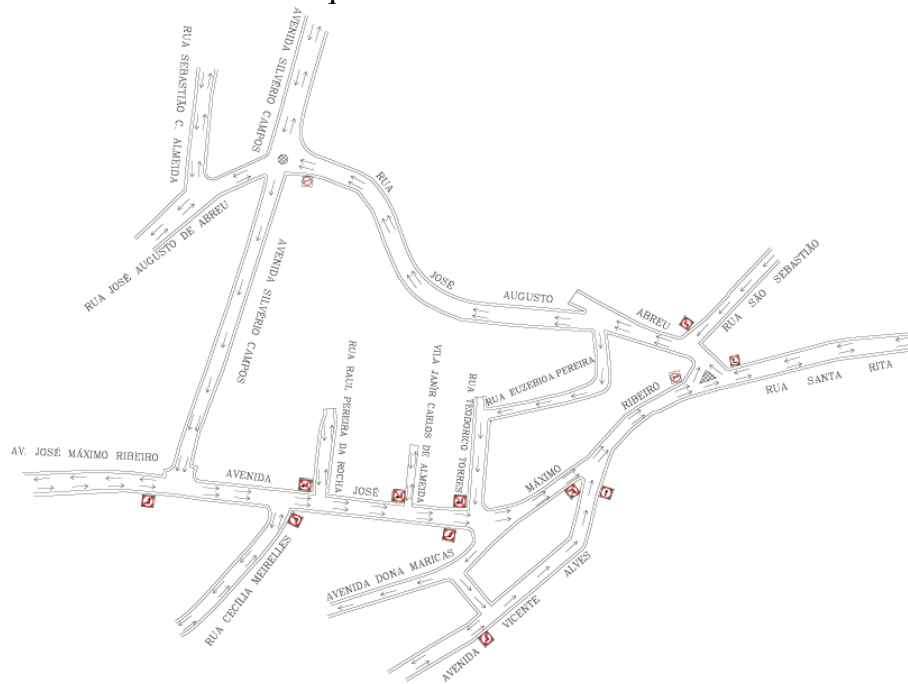 AVENIDA SILVÉRIO CAMPOS
RUA SEBASTIÃO C. ALMEIDA
RUA
RUA JOSÉ AUGUSTO DE ABREU
AVENIDA SILVÉRIO CAMPOS
JOSÉ
AUGUSTO
ABREU
RUA SÃO SEBASTIÃO
RUA RAUL PEREIRA DA ROCHA
VILA JANIR CARLOS DE ALMEIDA
RUA TEODORICO TORRES
RUA EUZEBIOA PEREIRA
RIBEIRO
RUA SANTA RITA
AV. JOSÉ MÁXIMO RIBEIRO
AVENIDA
JOSÉ
MÁXIMO
RUA CECÍLIA MEIRELLES
AVENIDA DONA MARICAS
AVENIDA VICENTE ALVES